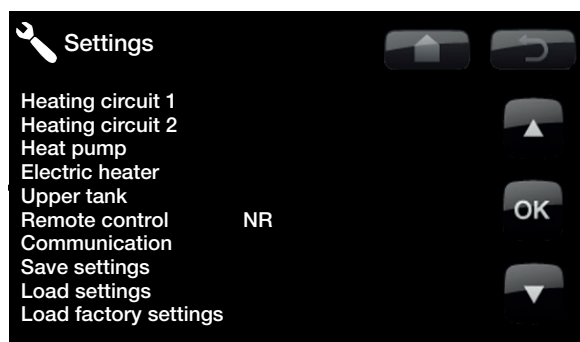 Settings
Heating circuit 1
Heating circuit 2
Heat pump
Electric heater
Upper tank
Remote control NR
OK
Communication
Save settings
Load settings
Load factory settings